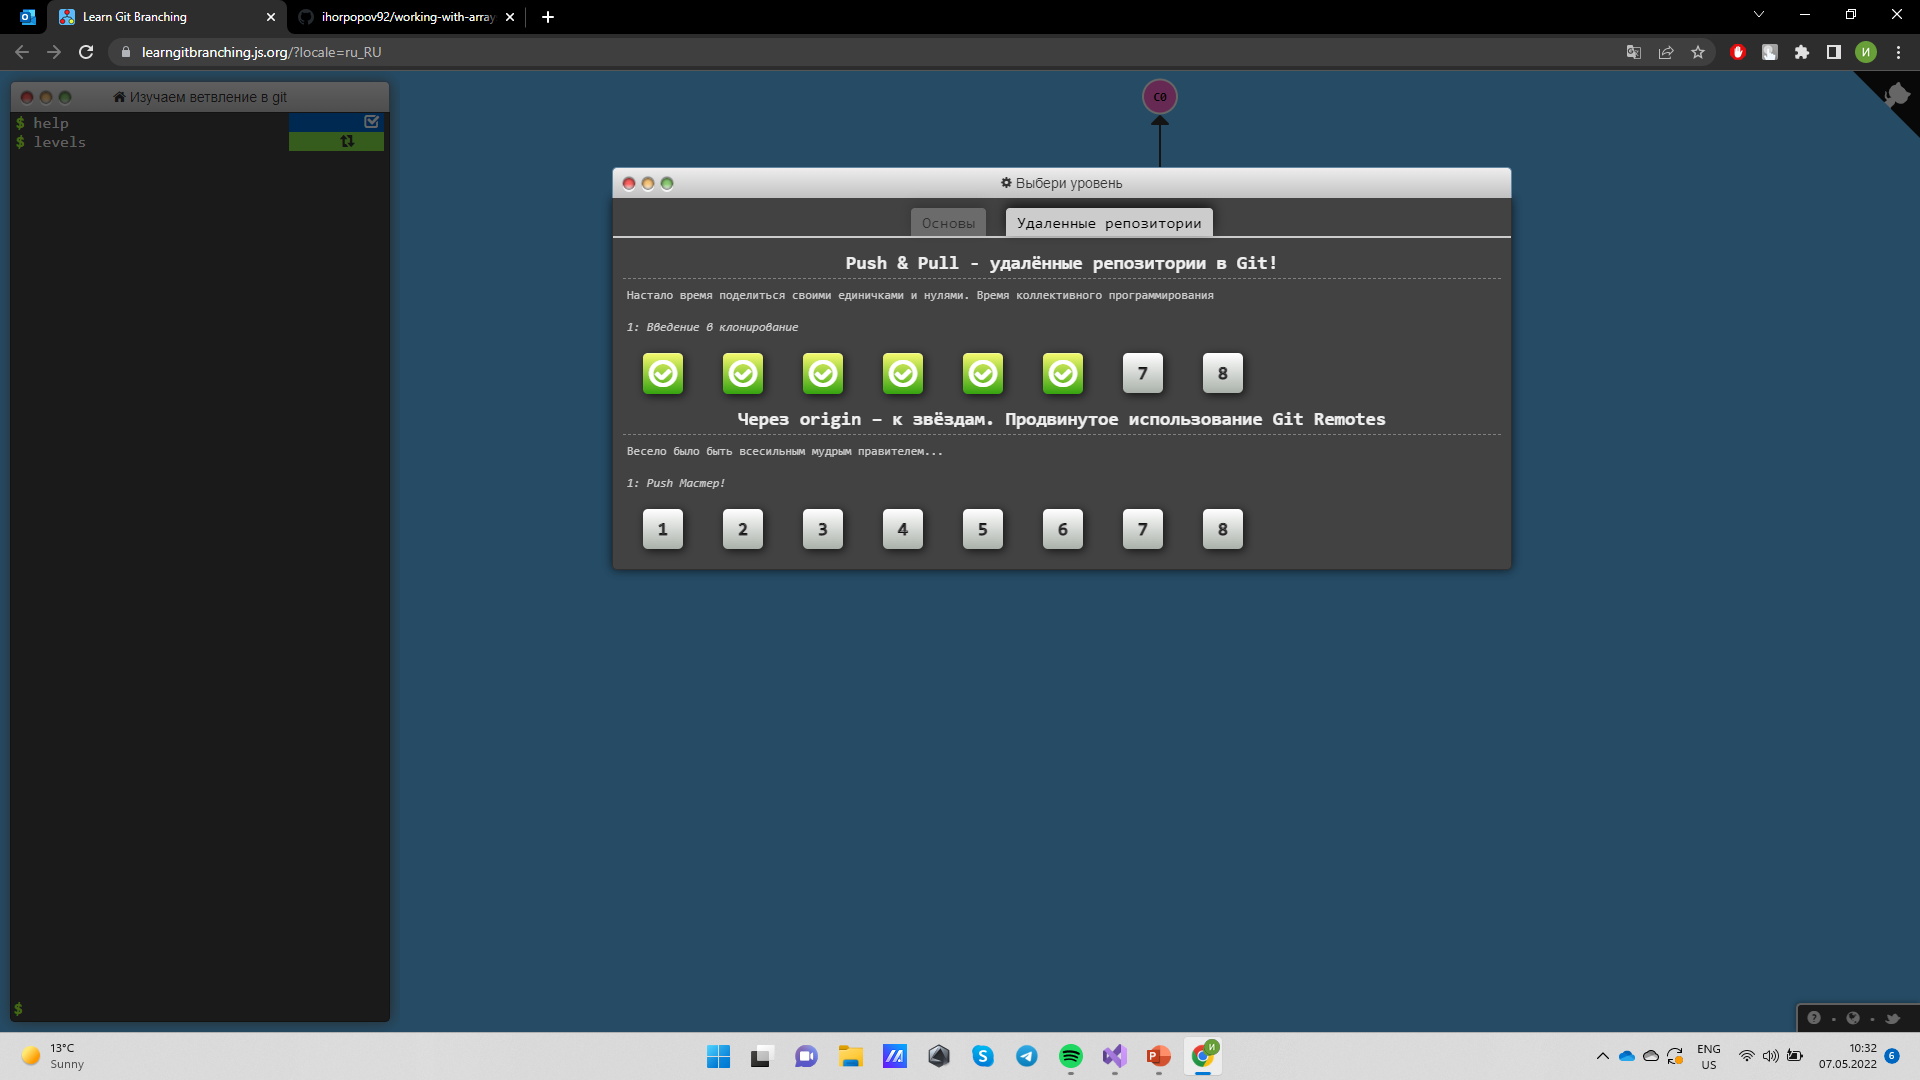 Learn Git Branching
ihorpopov92/working-with-array
learngitbranching.js.org/?locale=ru_RU
И
Изучаем ветвление в git
$ help
$ levels
$
C0
Выбери уровень
Основы
Удаленные репозитории
Push & Pull - удалённые репозитории в Git!
Настало время поделиться своими единичками и нулями. Время коллективного программирования
1: Введение в клонирование
7 8
Через origin – к звёздам. Продвинутое использование Git Remotes
Весело было быть всесильным мудрым правителем...
1: Push Мастер!
1 2 3 4 5 6 7 8
13°C
Sunny
ENG
US
10:32
07.05.2022
6